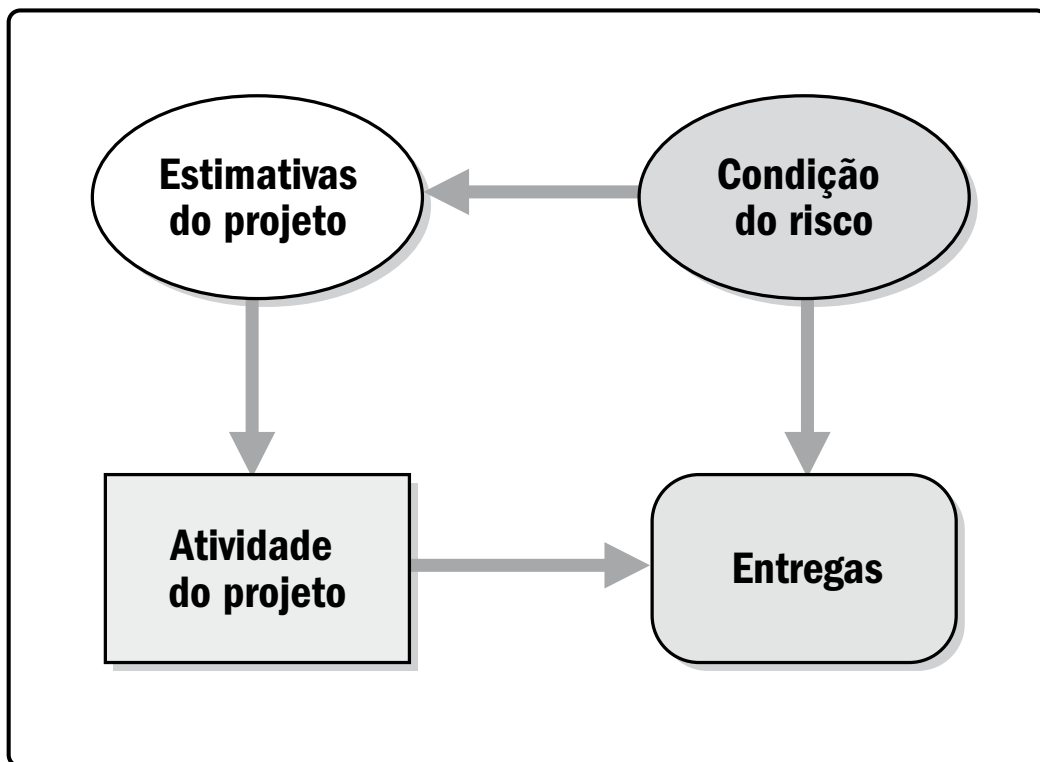 Estimativas
do projeto
Condição
do risco
Atividade
do projeto
Entregas